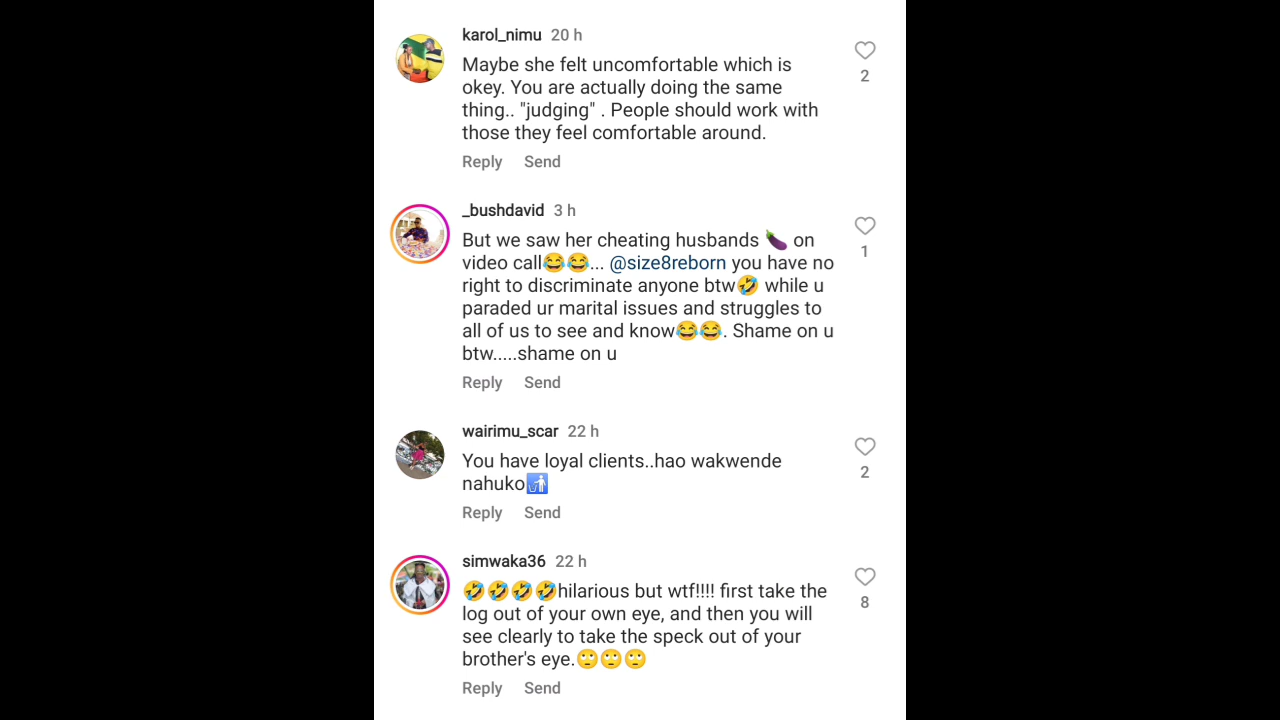 karol_nimu 20 h
Maybe she felt uncomfortable which is
okey. You are actually doing the same
thing.. "judging" . People should work with
those they feel comfortable around.
2
Reply Send
_bushdavid 3 h
But we saw her cheating husbands 🍆 on
video call😂😂... @size8reborn you have no
right to discriminate anyone btw🤣 while u
paraded ur marital issues and struggles to
all of us to see and know😂😂. Shame on u
btw.....shame on u
1
Reply Send
wairimu_scar 22 h
You have loyal clients..hao wakwende
nahuko🚮
2
Reply Send
simwaka36 22 h
🤣🤣🤣🤣hilarious but wtf!!!! first take the
log out of your own eye, and then you will
see clearly to take the speck out of your
brother's eye.🙄🙄🙄
8
Reply Send